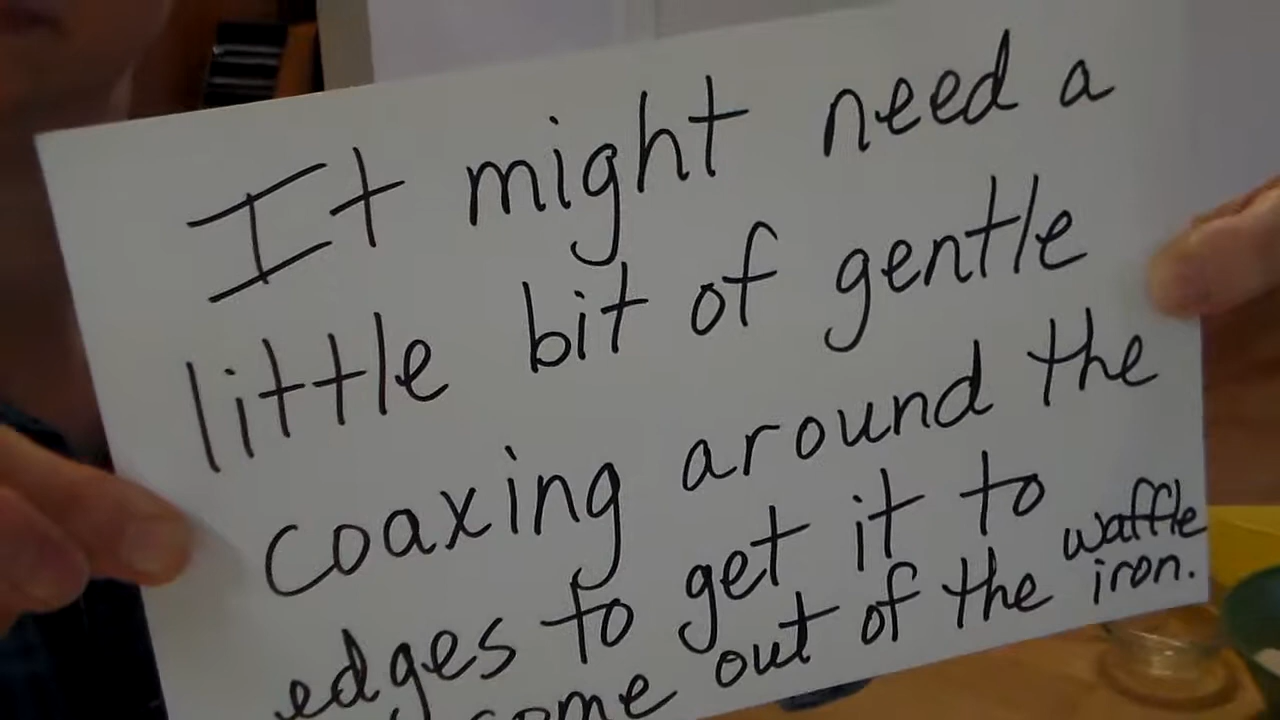 It might need a
little bit of gentle
coaxing around the
edges to get it to
come out of the waffle
iron.